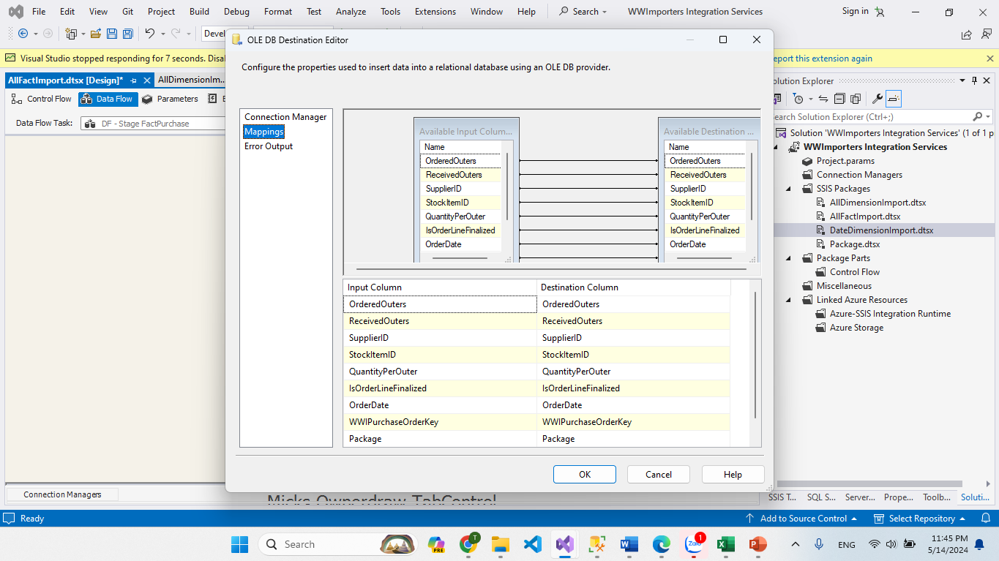 File Edit View Git Project Build Debug Format Test Analyze Tools Extensions Window Help Search WWImporters Integration Services Sign in
Devel
OLE DB Destination Editor
Visual Studio stopped responding for 7 seconds. Disa
eport this extension again
Configure the properties used to insert data into a relational database using an OLE DB provider.
AllFactImport.dtsx [Design]* AllDimensionIm...
Control Flow Data Flow Parameters E
Data Flow Task: DF - Stage FactPurchase
Connection Manager
Mappings
Error Output
Available Input Colum... Available Destination ...
Name Name
OrderedOuters OrderedOuters
ReceivedOuters ReceivedOuters
SupplierID SupplierID
StockItemID StockItemID
QuantityPerOuter QuantityPerOuter
IsOrderLineFinalized IsOrderLineFinalized
OrderDate OrderDate
Input Column Destination Column
OrderedOuters OrderedOuters
ReceivedOuters ReceivedOuters
SupplierID SupplierID
StockItemID StockItemID
QuantityPerOuter QuantityPerOuter
IsOrderLineFinalized IsOrderLineFinalized
OrderDate OrderDate
WWIPurchaseOrderKey WWIPurchaseOrderKey
Package Package
OK Cancel Help
olution Explorer
earch Solution Explorer (Ctrl+;)
Solution 'WWImporters Integration Services' (1 of 1 p
WWImporters Integration Services
Project.params
Connection Managers
SSIS Packages
AllDimensionImport.dtsx
AllFactImport.dtsx
DateDimensionImport.dtsx
Package.dtsx
Package Parts
Control Flow
Miscellaneous
Linked Azure Resources
Azure-SSIS Integration Runtime
Azure Storage
Connection Managers
Micks Ownerdraw TabControl
SSIS T... SQL S... Server... Prope... Toolb... Soluti...
Ready Add to Source Control Select Repository
Search PRE T Zalo 1 ENG 11:45 PM
5/14/2024